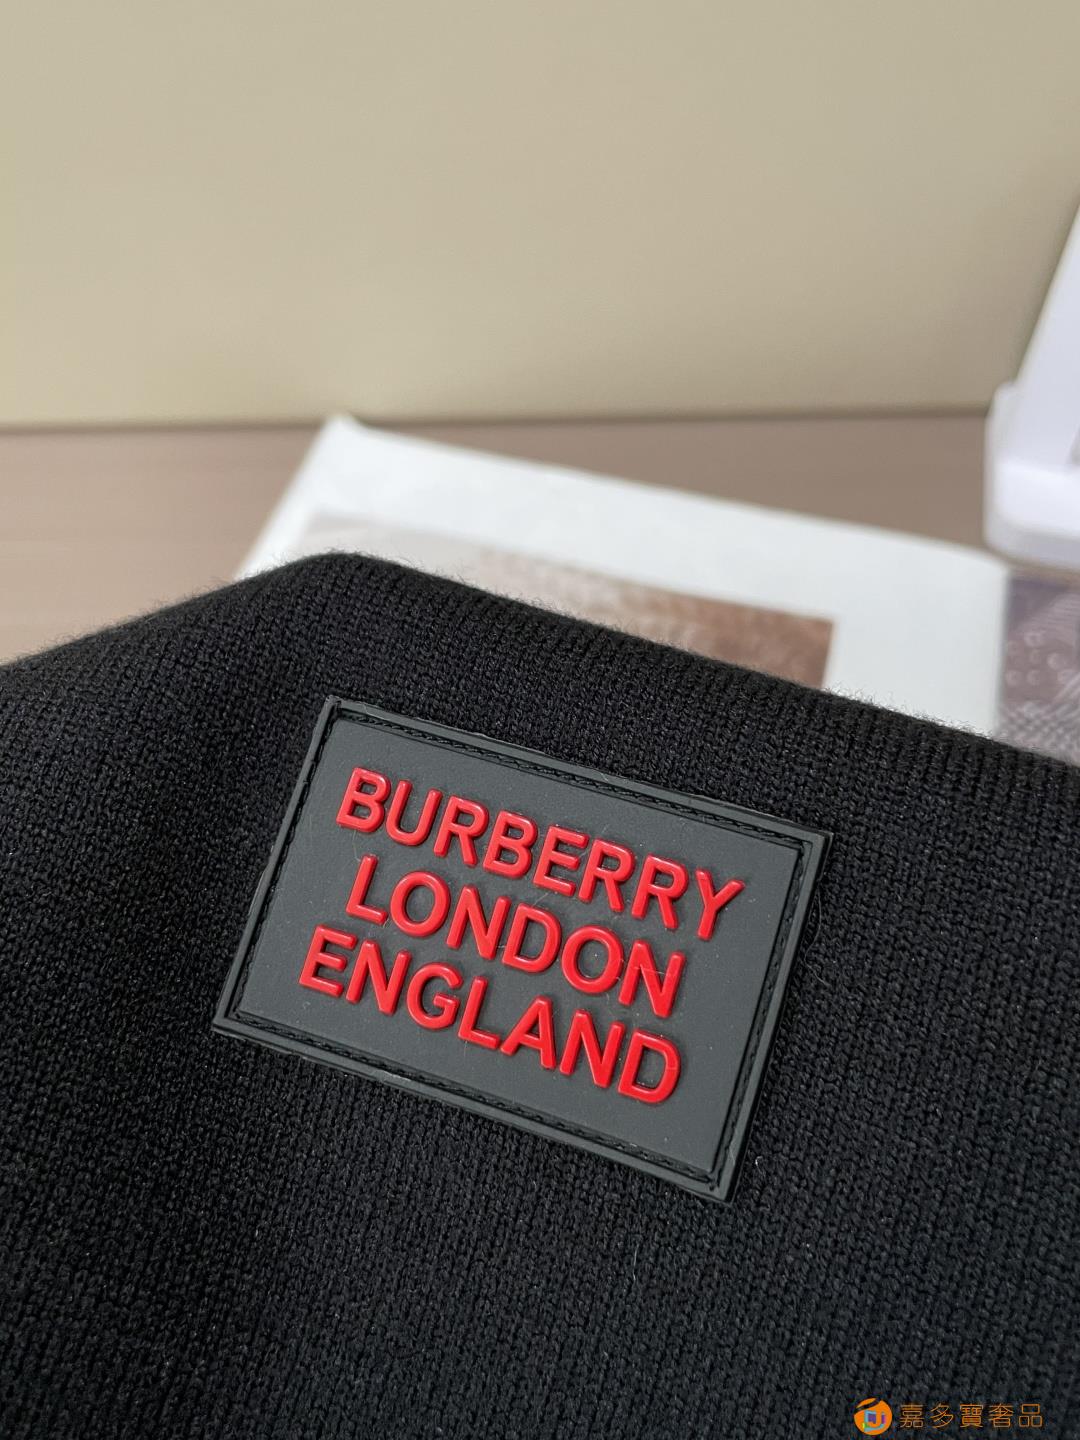 BURBERRY
LONDON
ENGLAND
嘉多寶奢品